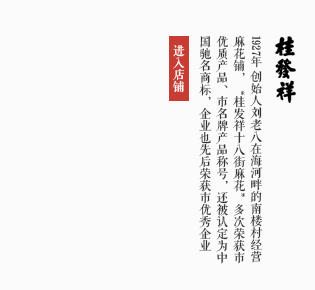 桂發祥
1927年 创始人刘老八在海河畔的南楼村经营
麻花铺，“桂发祥十八街麻花”多次荣获市
优质产品、市名牌产品称号，还被认定为中
国驰名商标，企业也先后荣获市优秀企业
进入店铺